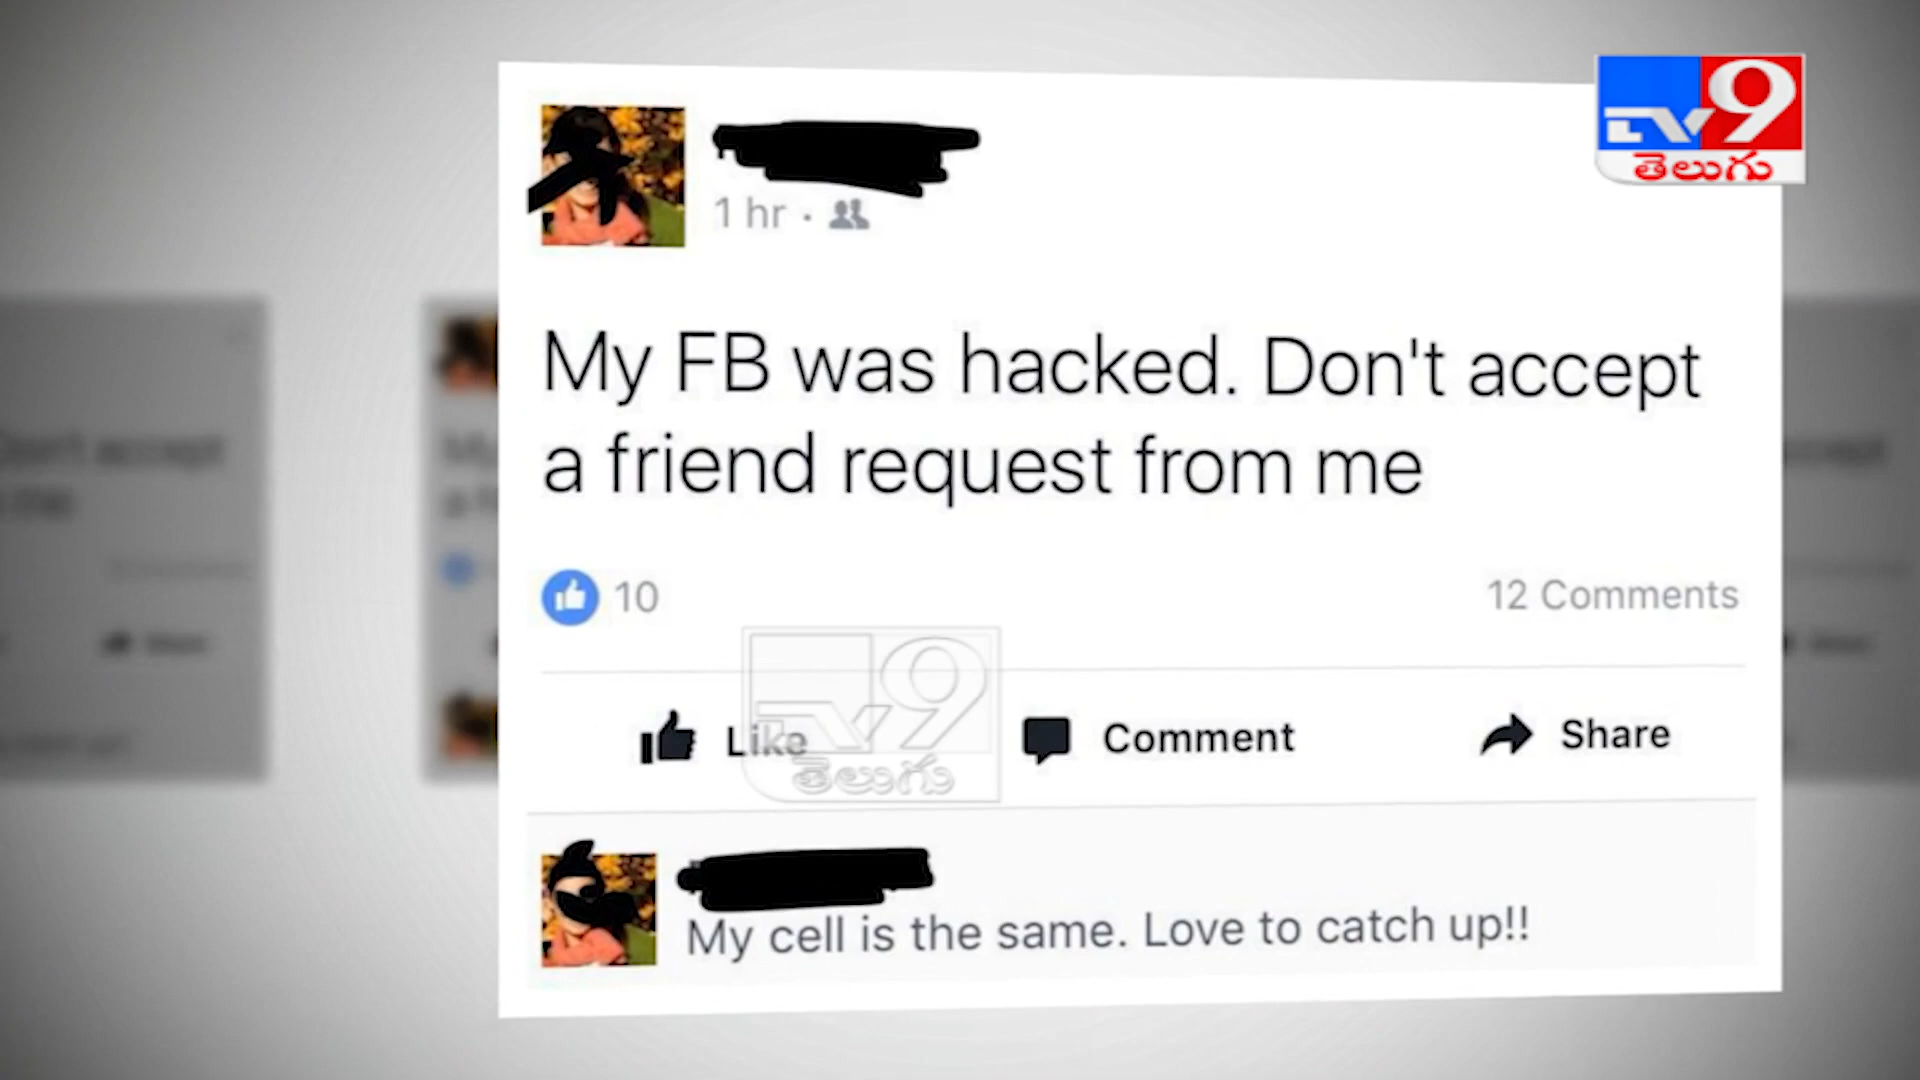 TV9
తెలుగు
1 hr ·
My FB was hacked. Don't accept
a friend request from me
10
12 Comments
Like
Comment
Share
TV9
తెలుగు
My cell is the same. Love to catch up!!